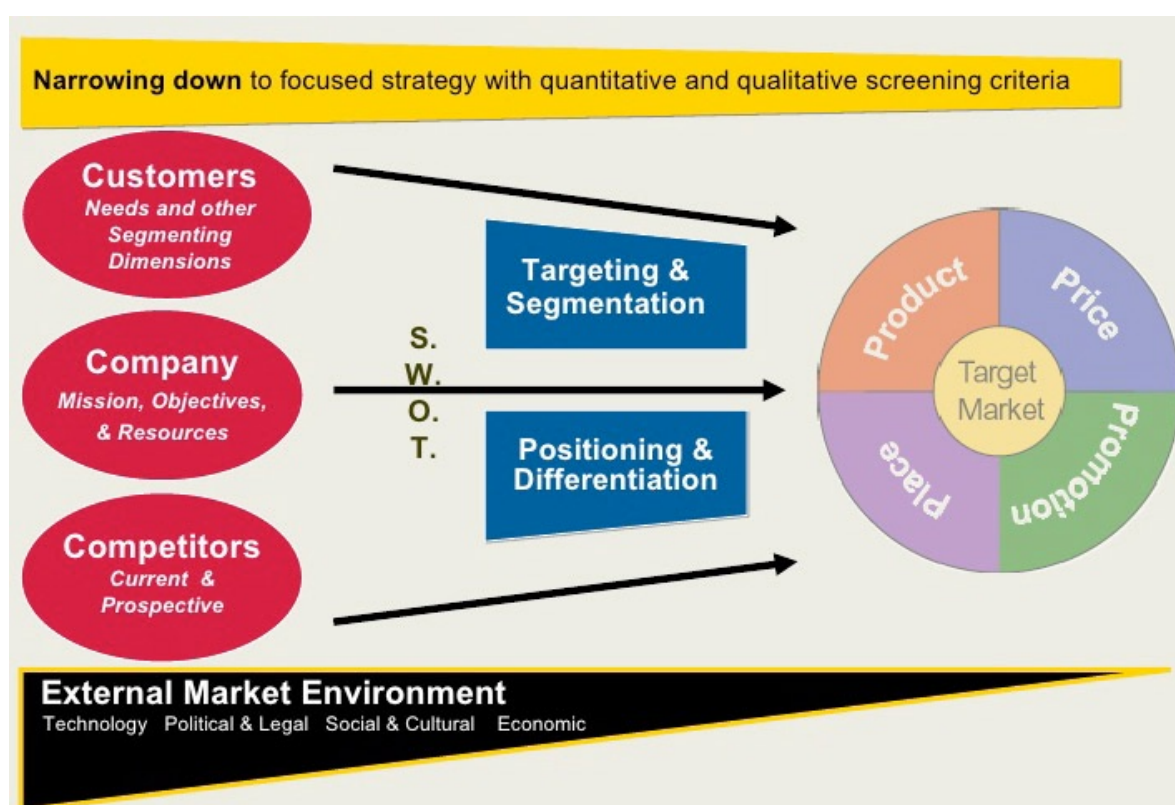 Narrowing down to focused strategy with quantitative and qualitative screening criteria
Customers
Needs and other
Segmenting
Dimensions
Company
Mission, Objectives,
& Resources
Competitors
Current &
Prospective
S.
W.
O.
T.
Targeting &
Segmentation
Positioning &
Differentiation
Product
Price
Target
Market
Place
Promotion
External Market Environment
Technology Political & Legal Social & Cultural Economic